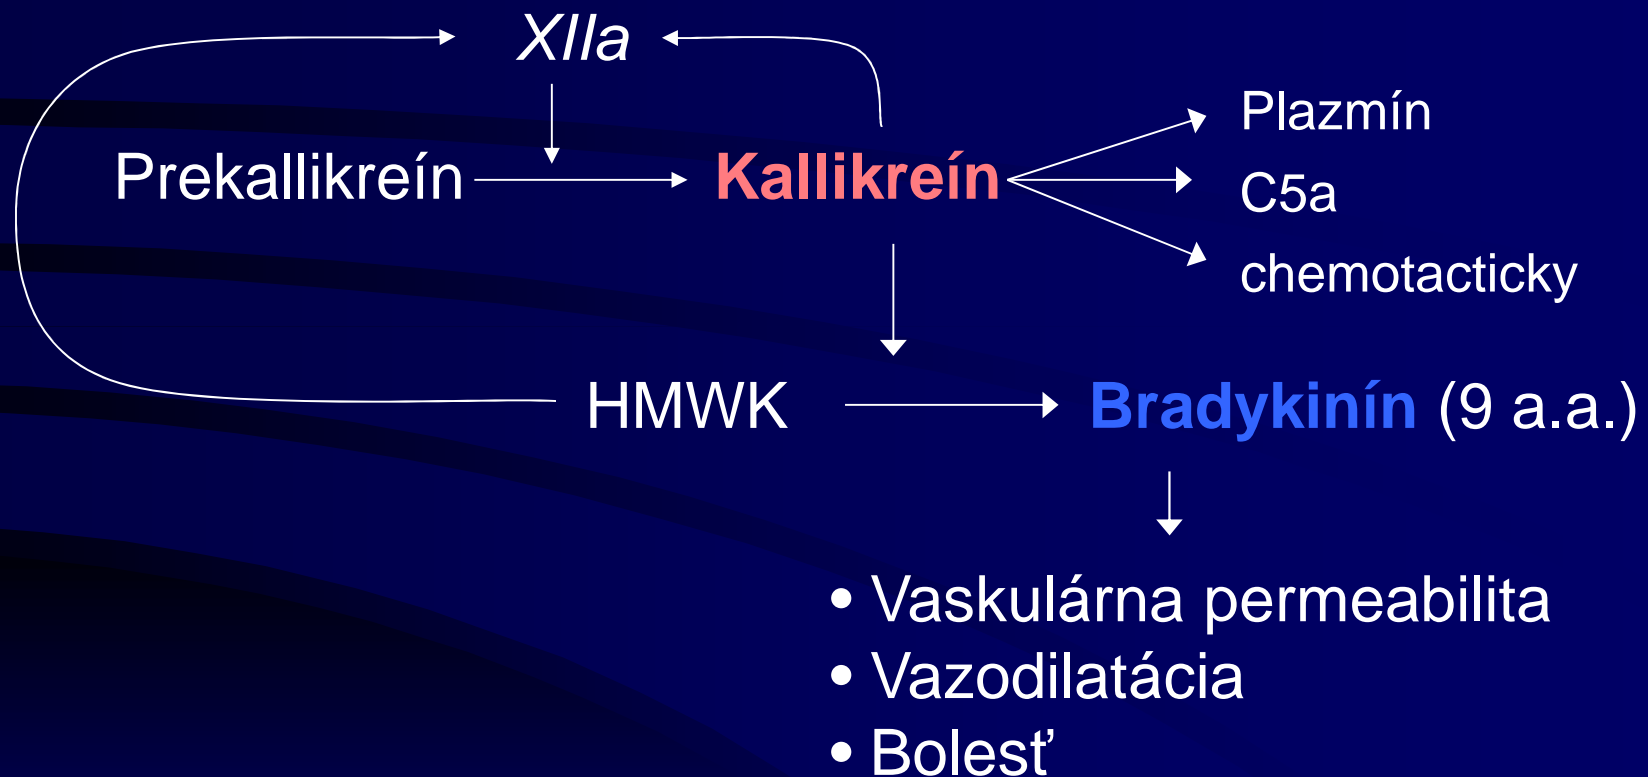 XIIa
Plazmín
Prekallikreín
Kallikreín
C5a
chemotacticky
HMWK
Bradykinín (9 a.a.)
• Vaskulárna permeabilita
• Vazodilatácia
• Bolesť